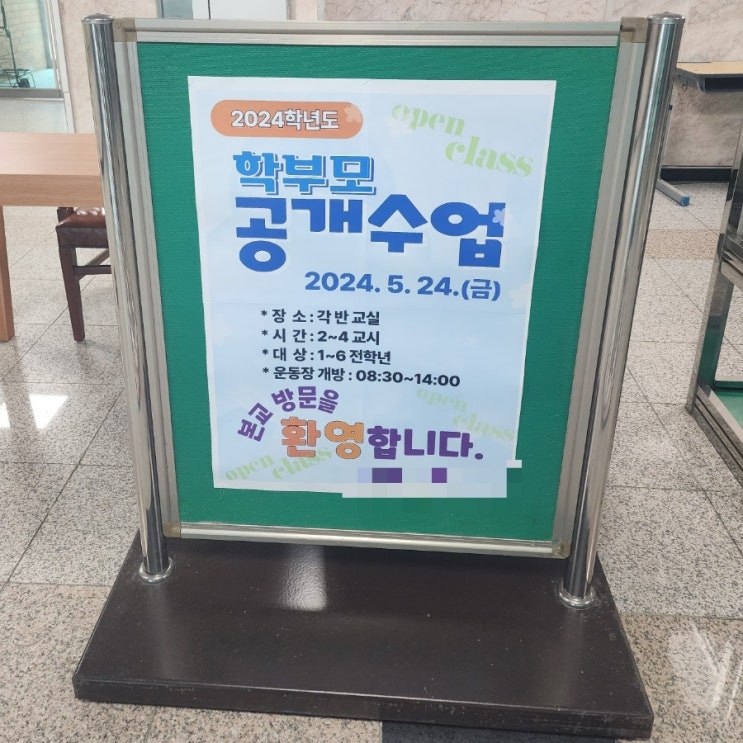 2024학년도
open
class
학부모
공개수업
2024. 5. 24.(금)
* 장 소 : 각 반 교실
* 시 간 : 2~4 교시
* 대 상 : 1~6 전학년
* 운동장 개방 : 08:30~14:00
open
class
본교 방문을
환영합니다.
open
class